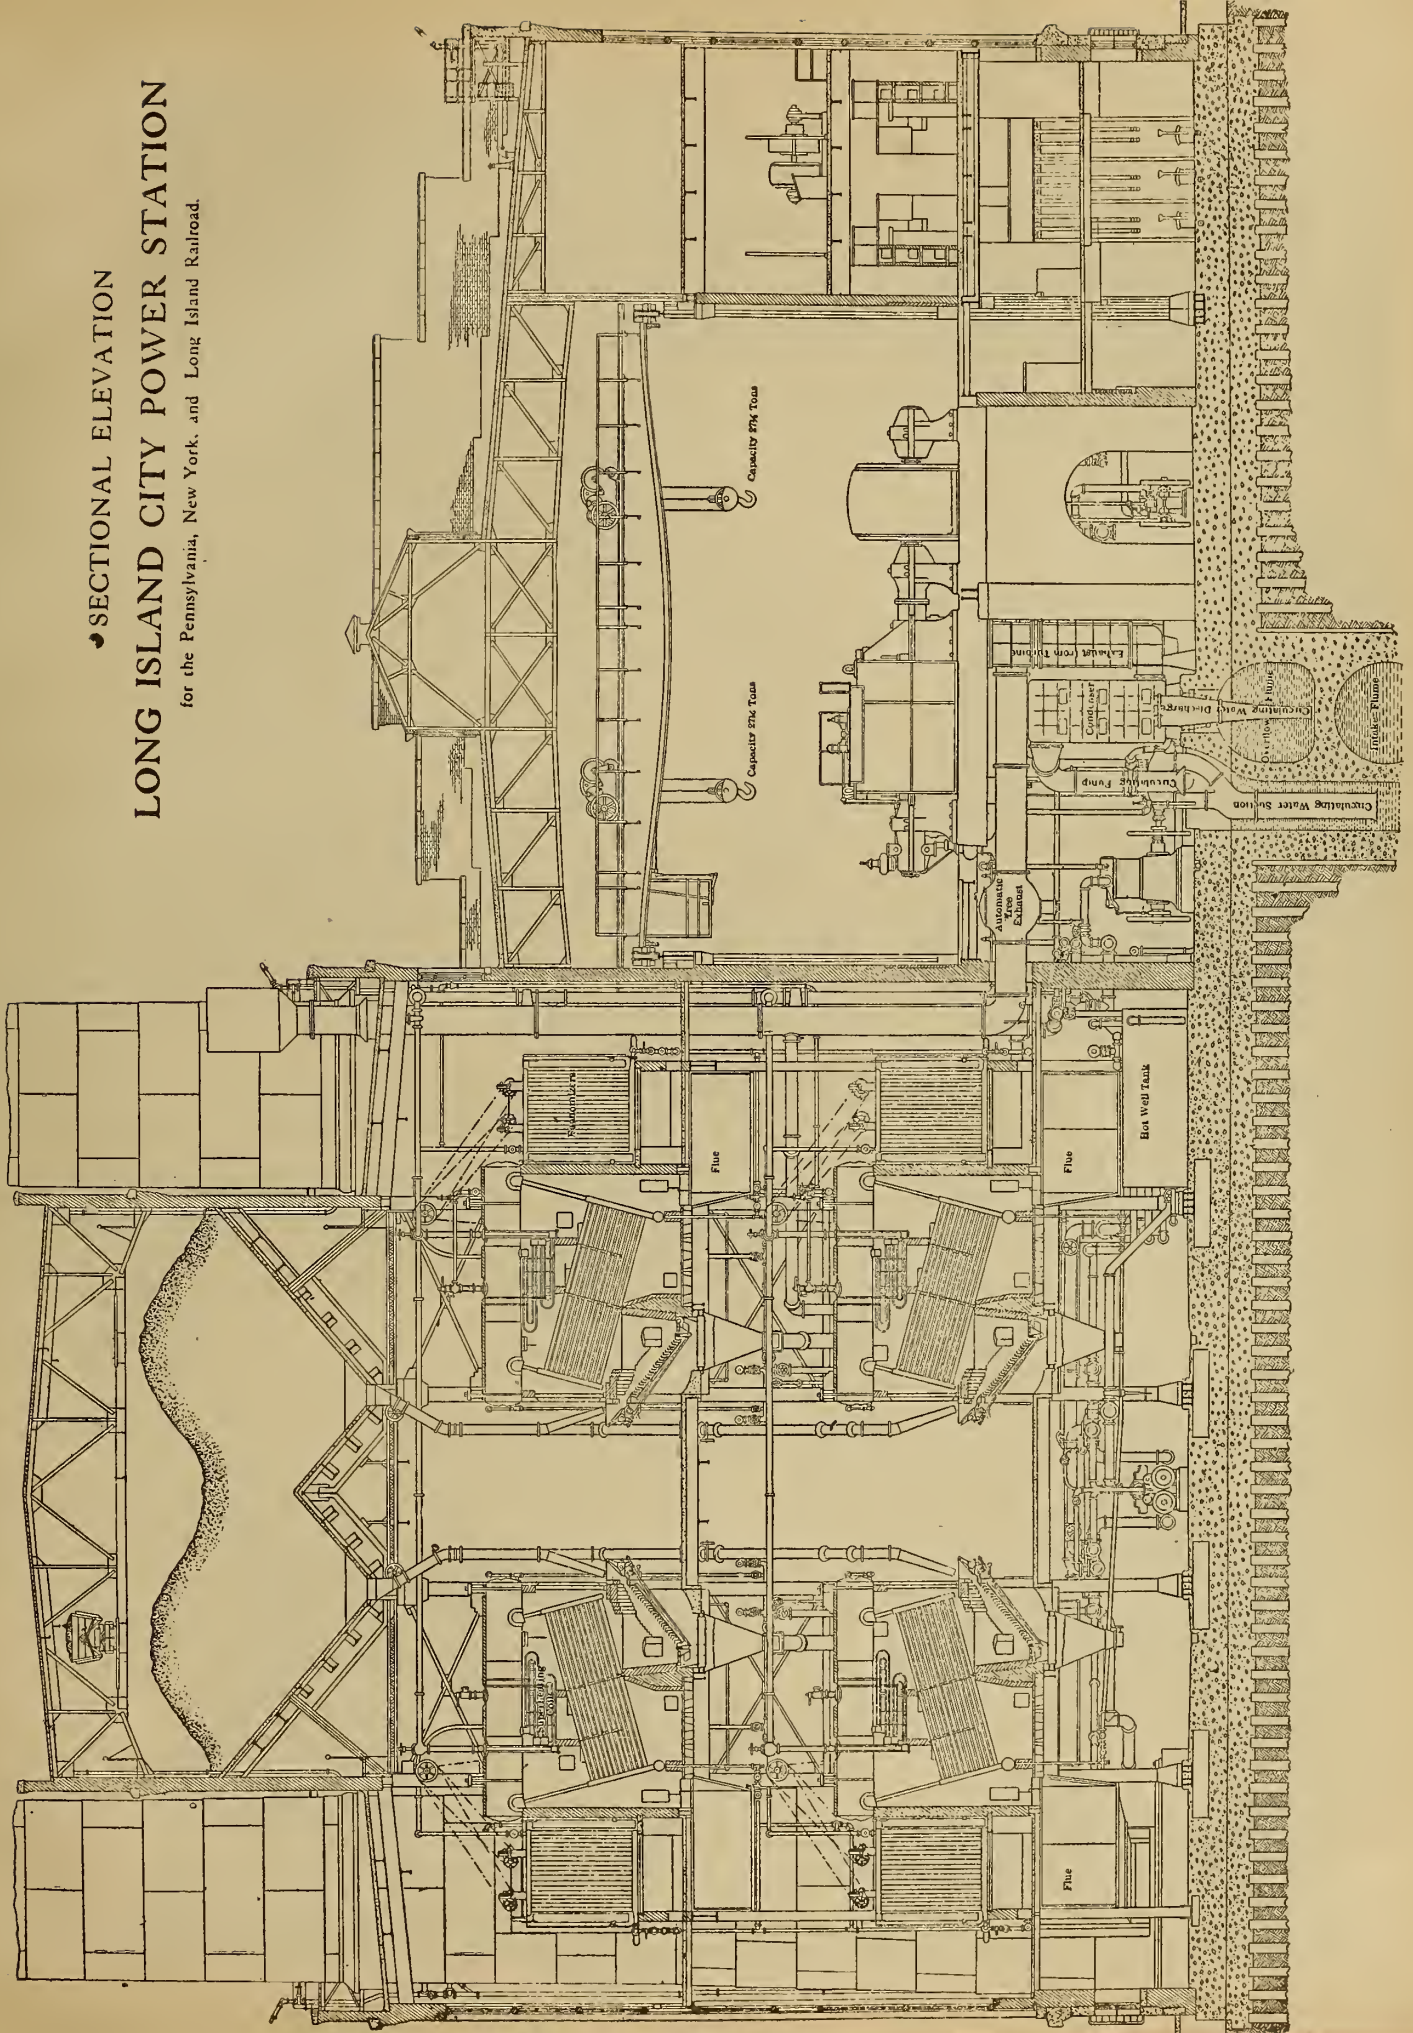 SECTIONAL ELEVATION
LONG ISLAND CITY POWER STATION
for the Pennsylvania, New York, and Long Island Railroad.
Capacity 27½ Tons
Capacity 27½ Tons
Economizers
Superheating
Flue
Flue
Flue
Hot Well Tank
Automatic
Free
Exhaust
Exhaust from Turbine
Condenser
Circulating Pump
Circulating Water Discharge
Circulating Water Suction
Overflow Flume
Intake Flume